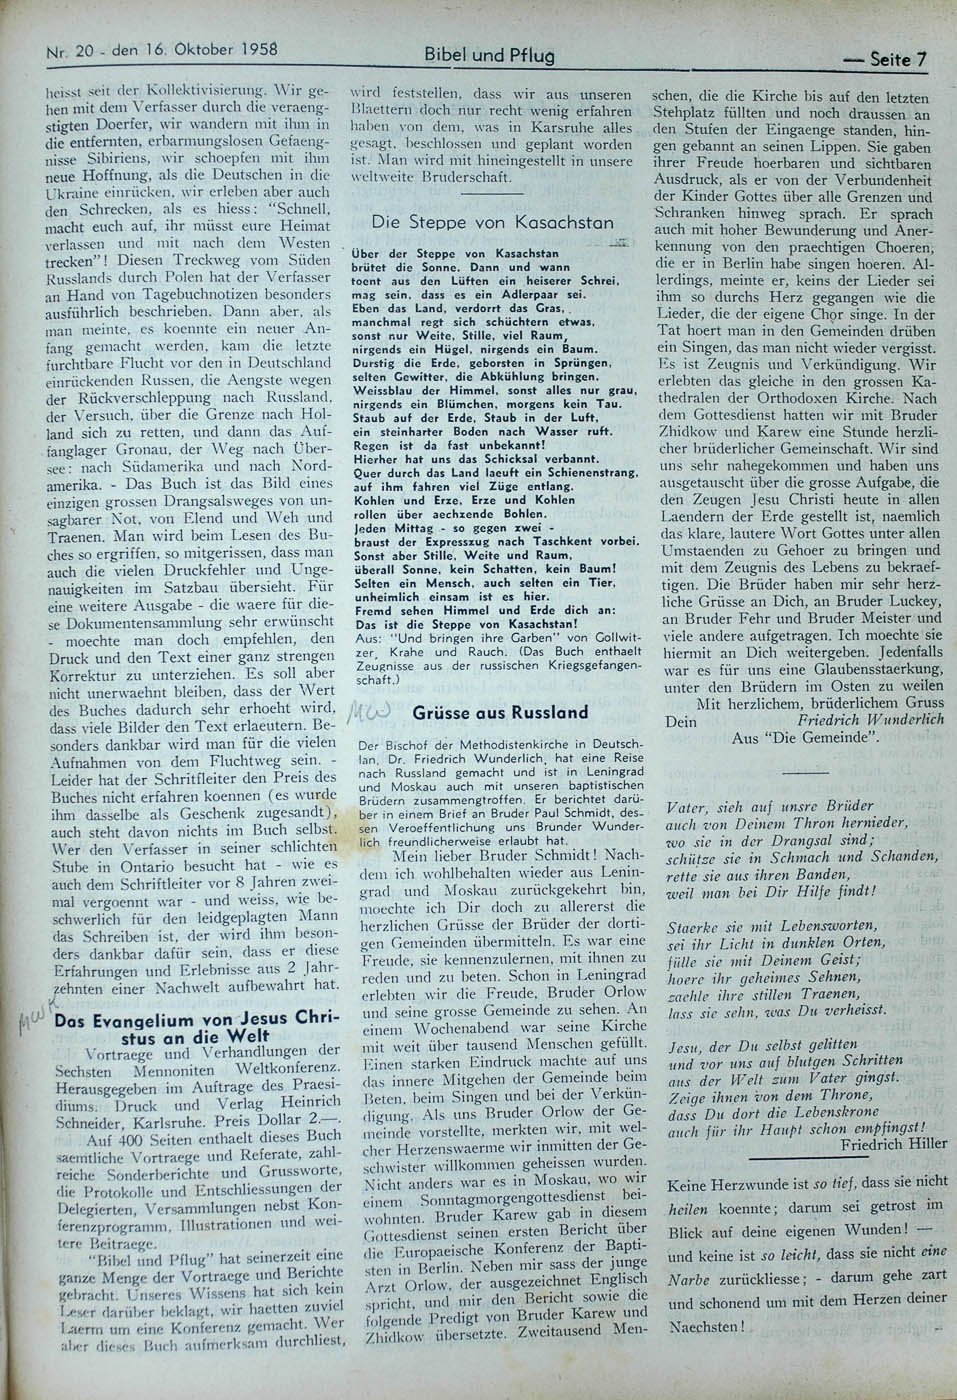 Nr. 20 - den 16. Oktober 1958
Bibel und Pflug
— Seite 7
heisst seit der Kollektivisierung. Wir ge-
hen mit dem Verfasser durch die veraeng-
stigten Doerfer, wir wandern mit ihm in
die entfernten, erbarmungslosen Gefaeng-
nisse Sibiriens, wir schoepfen mit ihm
neue Hoffnung, als die Deutschen in die
Ukraine einrücken, wir erleben aber auch
den Schrecken, als es hiess: “Schnell,
macht euch auf, ihr müsst eure Heimat
verlassen und mit nach dem Westen
trecken”! Diesen Treckweg vom Süden
Russlands durch Polen hat der Verfasser
an Hand von Tagebuchnotizen besonders
ausführlich beschrieben. Dann aber, als
man meinte, es koennte ein neuer An-
fang gemacht werden, kam die letzte
furchtbare Flucht vor den in Deutschland
einrückenden Russen, die Aengste wegen
der Rückverschleppung nach Russland,
der Versuch, über die Grenze nach Hol-
land sich zu retten, und dann das Auf-
fanglager Gronau, der Weg nach Über-
see: nach Südamerika und nach Nord-
amerika. - Das Buch ist das Bild eines
einzigen grossen Drangsalsweges von un-
sagbarer Not, von Elend und Weh und
Traenen. Man wird beim Lesen des Bu-
ches so ergriffen, so mitgerissen, dass man
auch die vielen Druckfehler und Unge-
nauigkeiten im Satzbau übersieht. Für
eine weitere Ausgabe - die waere für die-
se Dokumentensammlung sehr erwünscht
- moechte man doch empfehlen, den
Druck und den Text einer ganz strengen
Korrektur zu unterziehen. Es soll aber
nicht unerwaehnt bleiben, dass der Wert
des Buches dadurch sehr erhoeht wird,
dass viele Bilder den Text erlaeutern. Be-
sonders dankbar wird man für die vielen
Aufnahmen von dem Fluchtweg sein. -
Leider hat der Schritfleiter den Preis des
Buches nicht erfahren koennen (es wurde
ihm dasselbe als Geschenk zugesandt),
auch steht davon nichts im Buch selbst.
Wer den Verfasser in seiner schlichten
Stube in Ontario besucht hat - wie es
auch dem Schriftleiter vor 8 Jahren zwei-
mal vergoennt war - und weiss, wie be-
schwerlich für den leidgeplagten Mann
das Schreiben ist, der wird ihm beson-
ders dankbar dafür sein, dass er diese
Erfahrungen und Erlebnisse aus 2 Jahr-
zehnten einer Nachwelt aufbewahrt hat.
MWK
Das Evangelium von Jesus Chri-
stus an die Welt
Vortraege und Verhandlungen der
Sechsten Mennoniten Weltkonferenz.
Herausgegeben im Auftrage des Praesi-
diums. Druck und Verlag Heinrich
Schneider, Karlsruhe. Preis Dollar 2.—.
Auf 400 Seiten enthaelt dieses Buch
saemtliche Vortraege und Referate, zahl-
reiche Sonderberichte und Grussworte,
die Protokolle und Entschliessungen der
Delegierten, Versammlungen nebst Kon-
ferenzprogramm, Illustrationen und wei-
tere Beitraege.
“Bibel und Pflug” hat seinerzeit eine
ganze Menge der Vortraege und Berichte
gebracht. Unseres Wissens hat sich kein
Leser darüber beklagt, wir haetten zuviel
Laerm um eine Konferenz gemacht. Wer
aber dieses Buch aufmerksam durchliest,
wird feststellen, dass wir aus unseren
Blaettern doch nur recht wenig erfahren
haben von dem, was in Karsruhe alles
gesagt, beschlossen und geplant worden
ist. Man wird mit hineingestellt in unsere
weltweite Bruderschaft.
Die Steppe von Kasachstan
Über der Steppe von Kasachstan
brütet die Sonne. Dann und wann
toent aus den Lüften ein heiserer Schrei,
mag sein, dass es ein Adlerpaar sei.
Eben das Land, verdorrt das Gras,
manchmal regt sich schüchtern etwas,
sonst nur Weite, Stille, viel Raum,
nirgends ein Hügel, nirgends ein Baum.
Durstig die Erde, geborsten in Sprüngen,
selten Gewitter, die Abkühlung bringen.
Weissblau der Himmel, sonst alles nur grau,
nirgends ein Blümchen, morgens kein Tau.
Staub auf der Erde, Staub in der Luft,
ein steinharter Boden nach Wasser ruft.
Regen ist da fast unbekannt!
Hierher hat uns das Schicksal verbannt.
Quer durch das Land laeuft ein Schienenstrang,
auf ihm fahren viel Züge entlang.
Kohlen und Erze, Erze und Kohlen
rollen über aechzende Bohlen.
Jeden Mittag - so gegen zwei -
braust der Expresszug nach Taschkent vorbei.
Sonst aber Stille, Weite und Raum,
überall Sonne, kein Schatten, kein Baum!
Selten ein Mensch, auch selten ein Tier,
unheimlich einsam ist es hier.
Fremd sehen Himmel und Erde dich an:
Das ist die Steppe von Kasachstan!
Aus: "Und bringen ihre Garben" von Gollwit-
zer, Krahe und Rauch. (Das Buch enthaelt
Zeugnisse aus der russischen Kriegsgefangen-
schaft.)
MW
Grüsse aus Russland
Der Bischof der Methodistenkirche in Deutsch-
lan, Dr. Friedrich Wunderlich, hat eine Reise
nach Russland gemacht und ist in Leningrad
und Moskau auch mit unseren baptistischen
Brüdern zusammengtroffen. Er berichtet darü-
ber in einem Brief an Bruder Paul Schmidt, des-
sen Veroeffentlichung uns Brunder Wunder-
lich freundlicherweise erlaubt hat.
Mein lieber Bruder Schmidt! Nach-
dem ich wohlbehalten wieder aus Lenin-
grad und Moskau zurückgekehrt bin,
moechte ich Dir doch zu allererst die
herzlichen Grüsse der Brüder der dorti-
gen Gemeinden übermitteln. Es war eine
Freude, sie kennenzulernen, mit ihnen zu
reden und zu beten. Schon in Leningrad
erlebten wir die Freude, Bruder Orlow
und seine grosse Gemeinde zu sehen. An
einem Wochenabend war seine Kirche
mit weit über tausend Menschen gefüllt.
Einen starken Eindruck machte auf uns
das innere Mitgehen der Gemeinde beim
Beten, beim Singen und bei der Verkün-
digung. Als uns Bruder Orlow der Ge-
meinde vorstellte, merkten wir, mit wel-
cher Herzenswaerme wir inmitten der Ge-
schwister willkommen geheissen wurden.
Nicht anders war es in Moskau, wo wir
einem Sonntagmorgengottesdienst bei-
wohnten. Bruder Karew gab in diesem
Gottesdienst seinen ersten Bericht über
die Europaeische Konferenz der Bapti-
sten in Berlin. Neben mir sass der junge
Arzt Orlow, der ausgezeichnet Englisch
spricht, und mir den Bericht sowie die
folgende Predigt von Bruder Karew und
Zhidkow übersetzte. Zweitausend Men-
schen, die die Kirche bis auf den letzten
Stehplatz füllten und noch draussen an
den Stufen der Eingaenge standen, hin-
gen gebannt an seinen Lippen. Sie gaben
ihrer Freude hoerbaren und sichtbaren
Ausdruck, als er von der Verbundenheit
der Kinder Gottes über alle Grenzen und
Schranken hinweg sprach. Er sprach
auch mit hoher Bewunderung und Aner-
kennung von den praechtigen Choeren,
die er in Berlin habe singen hoeren. Al-
lerdings, meinte er, keins der Lieder sei
ihm so durchs Herz gegangen wie die
Lieder, die der eigene Chor singe. In der
Tat hoert man in den Gemeinden drüben
ein Singen, das man nicht wieder vergisst.
Es ist Zeugnis und Verkündigung. Wir
erlebten das gleiche in den grossen Ka-
thedralen der Orthodoxen Kirche. Nach
dem Gottesdienst hatten wir mit Bruder
Zhidkow und Karew eine Stunde herzli-
cher brüderlicher Gemeinschaft. Wir sind
uns sehr nahegekommen und haben uns
ausgetauscht über die grosse Aufgabe, die
den Zeugen Jesu Christi heute in allen
Laendern der Erde gestellt ist, naemlich
das klare, lautere Wort Gottes unter allen
Umstaenden zu Gehoer zu bringen und
mit dem Zeugnis des Lebens zu bekraef-
tigen. Die Brüder haben mir sehr herz-
liche Grüsse an Dich, an Bruder Luckey,
an Bruder Fehr und Bruder Meister und
viele andere aufgetragen. Ich moechte sie
hiermit an Dich weitergeben. Jedenfalls
war es für uns eine Glaubensstaerkung,
unter den Brüdern im Osten zu weilen
Mit herzlichem, brüderlichem Gruss
Dein Friedrich Wunderlich
Aus “Die Gemeinde”.
Vater, sieh auf unsre Brüder
auch von Deinem Thron hernieder,
wo sie in der Drangsal sind;
schütze sie in Schmach und Schanden,
rette sie aus ihren Banden,
weil man bei Dir Hilfe findt!
Staerke sie mit Lebensworten,
sei ihr Licht in dunklen Orten,
fülle sie mit Deinem Geist;
hoere ihr geheimes Sehnen,
zaehle ihre stillen Traenen,
lass sie sehn, was Du verheisst.
Jesu, der Du selbst gelitten
und vor uns auf blutgen Schritten
aus der Welt zum Vater gingst.
Zeige ihnen von dem Throne,
dass Du dort die Lebenskrone
auch für ihr Haupt schon empfingst!
Friedrich Hiller
Keine Herzwunde ist so tief, dass sie nicht
heilen koennte; darum sei getrost im
Blick auf deine eigenen Wunden! —
und keine ist so leicht, dass sie nicht eine
Narbe zurückliesse; - darum gehe zart
und schonend um mit dem Herzen deiner
Naechsten!